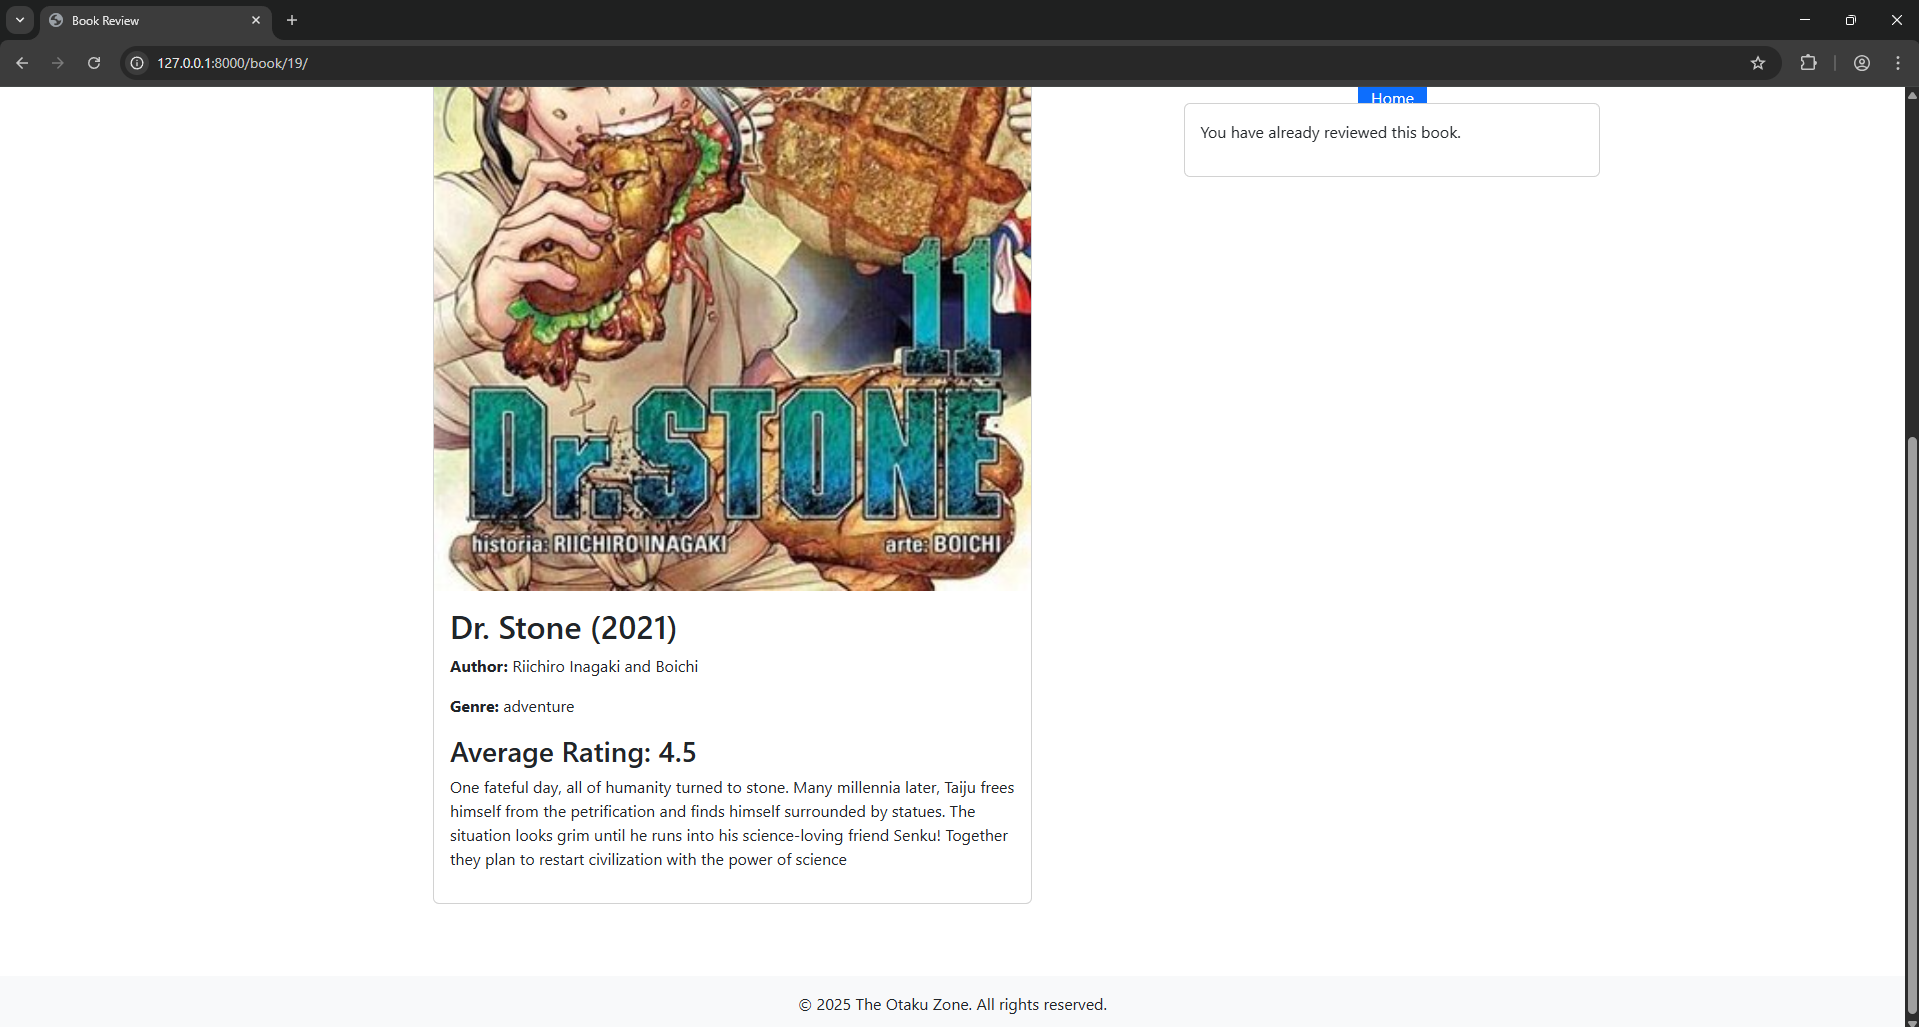 Book Review
127.0.0.1:8000/book/19/
Home
You have already reviewed this book.
11
Dr.STONE
historia: RIICHIRO INAGAKI
arte: BOICHI
Dr. Stone (2021)
Author: Riichiro Inagaki and Boichi
Genre: adventure
Average Rating: 4.5
One fateful day, all of humanity turned to stone. Many millennia later, Taiju frees
himself from the petrification and finds himself surrounded by statues. The
situation looks grim until he runs into his science-loving friend Senku! Together
they plan to restart civilization with the power of science
© 2025 The Otaku Zone. All rights reserved.